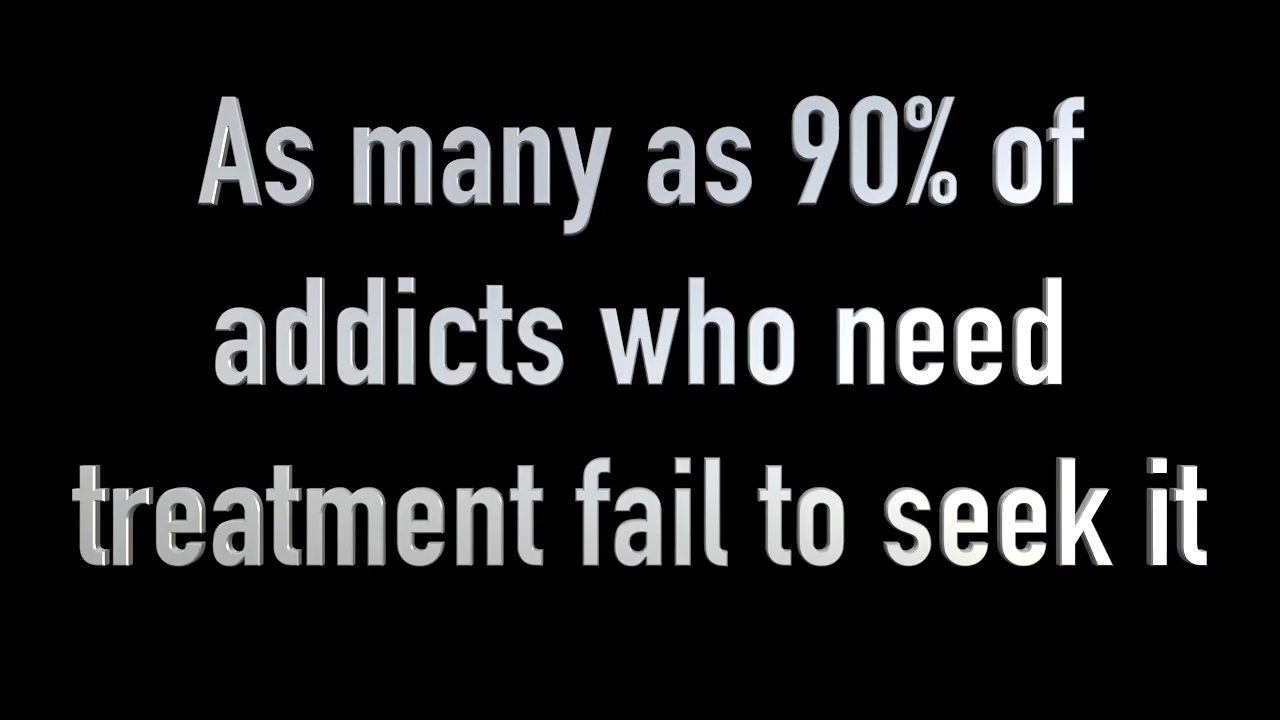 As many as 90% of
addicts who need
treatment fail to seek it